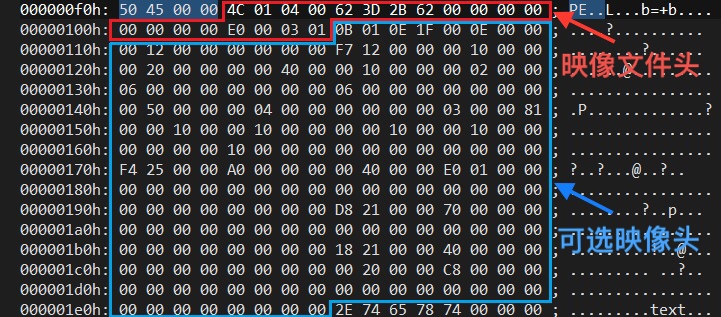 000000f0h: 50 45 00 00 4C 01 04 00 62 3D 2B 62 00 00 00 00 ; PE..L...b=+b....
00000100h: 00 00 00 00 E0 00 03 01 0B 01 0E 1F 00 0E 00 00 ; ....?...........
00000110h: 00 12 00 00 00 00 00 00 F7 12 00 00 00 10 00 00 ; ........?.......
00000120h: 00 20 00 00 00 00 40 00 00 10 00 00 00 02 00 00 ; . ....@.........
00000130h: 06 00 00 00 00 00 00 00 06 00 00 00 00 00 00 00 ; ................
00000140h: 00 50 00 00 00 04 00 00 00 00 00 00 03 00 00 81 ; .P.............?
00000150h: 00 00 10 00 00 10 00 00 00 00 10 00 00 10 00 00 ; ................
00000160h: 00 00 00 00 10 00 00 00 00 00 00 00 00 00 00 00 ; ................
00000170h: F4 25 00 00 A0 00 00 00 00 40 00 00 E0 01 00 00 ; ?..?...@..?..
00000180h: 00 00 00 00 00 00 00 00 00 00 00 00 00 00 00 00 ; ................
00000190h: 00 00 00 00 00 00 00 00 D8 21 00 00 70 00 00 00 ; ........?..p
000001a0h: 00 00 00 00 00 00 00 00 00 00 00 00 00 00 00 00 ; ................
000001b0h: 00 00 00 00 00 00 00 00 18 21 00 00 40 00 00 00 ; @...
000001c0h: 00 00 00 00 00 00 00 00 00 20 00 00 C8 00 00 00 ; ?..
000001d0h: 00 00 00 00 00 00 00 00 00 00 00 00 00 00 00 00 ; ................
000001e0h: 00 00 00 00 00 00 00 00 2E 74 65 78 74 00 00 00 ; .........text...
映像文件头
可选映像头